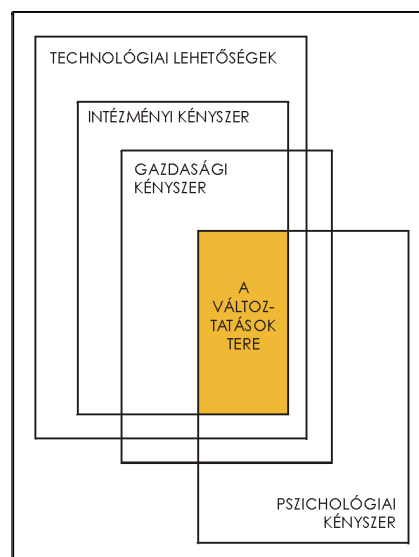 TECHNOLÓGIAI LEHETŐSÉGEK
INTÉZMÉNYI KÉNYSZER
GAZDASÁGI
KÉNYSZER
A
VÁLTOZ-
TATÁSOK
TERE
PSZICHOLÓGIAI
KÉNYSZER